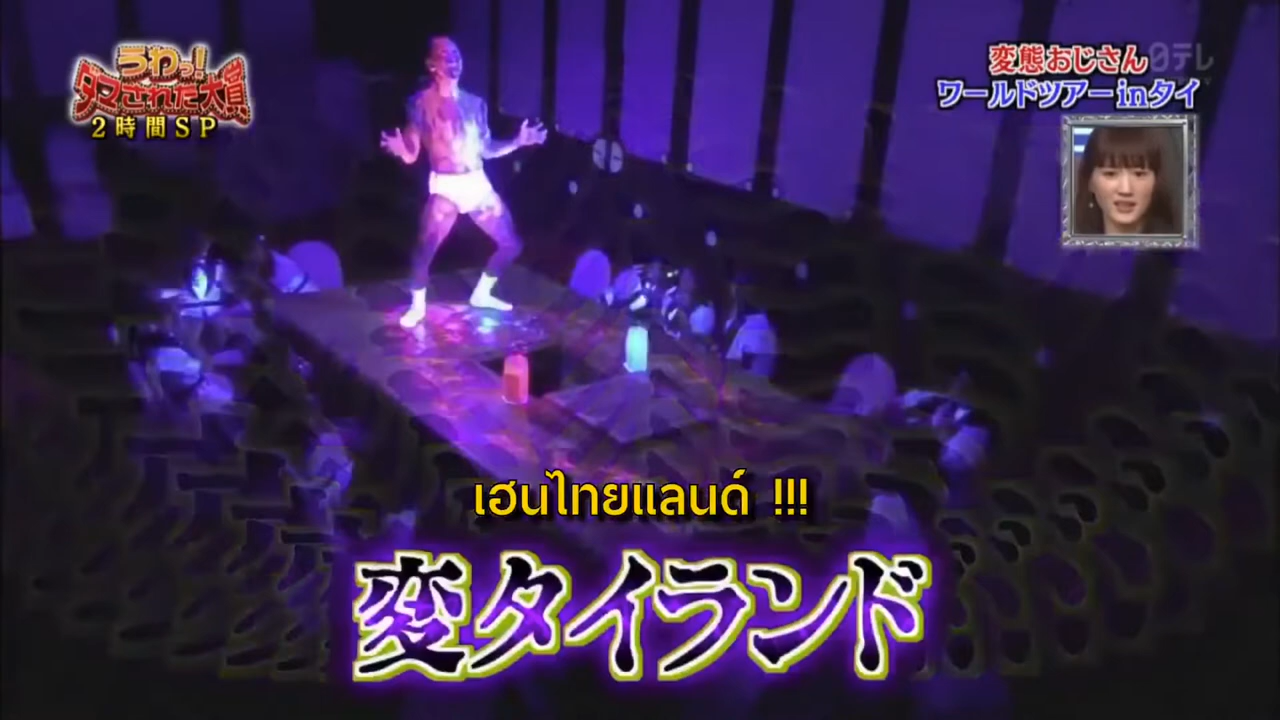 うわっ!
ダマされた大賞
2時間SP
変態おじさん
ワールドツアーinタイ
日テレ
เฮนไทยแลนด์ !!!
変タイランド